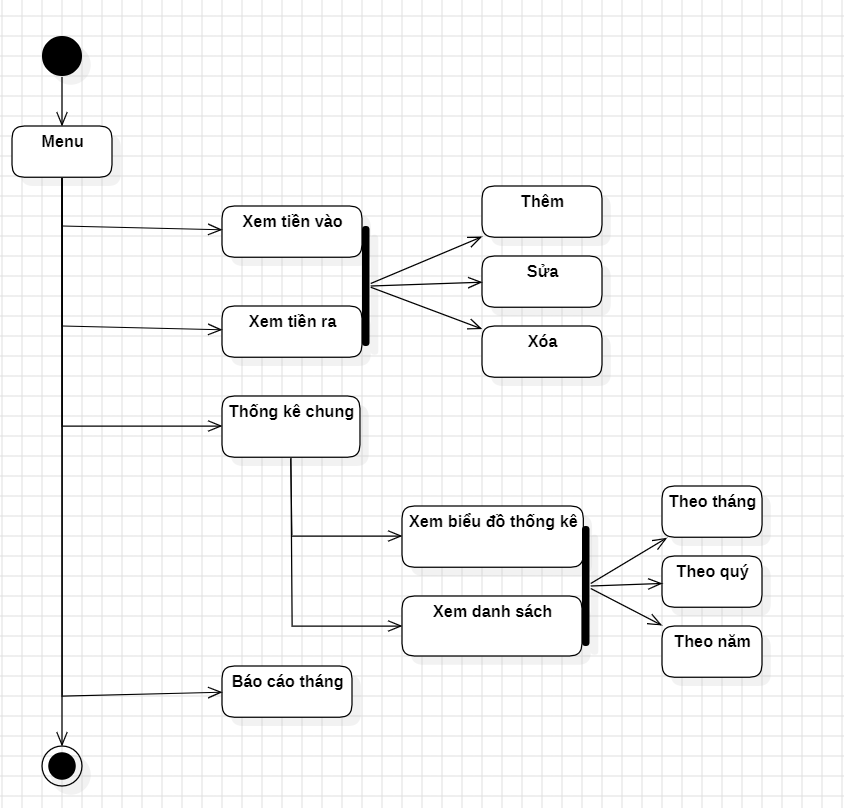 Menu
Xem tiền vào
Xem tiền ra
Thêm
Sửa
Xóa
Thống kê chung
Xem biểu đồ thống kê
Xem danh sách
Theo tháng
Theo quý
Theo năm
Báo cáo tháng